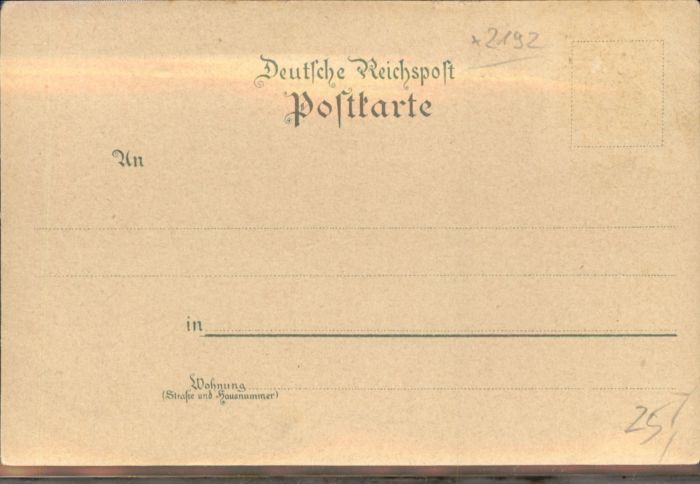 ×2192
Deutsche Reichspost
Postkarte
An
in
Wohnung
(Straße und Hausnummer)
25,-